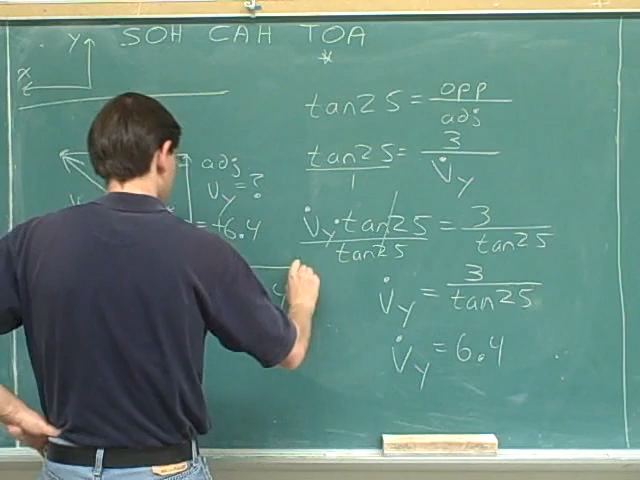 SOH CAH TOA
*
y
x
adj
Vy = ?
= +6.4
tan25 = opp/adj
tan25/1 = 3/Vy
Vy · tan25/tan25 = 3/tan25
Vy = 3/tan25
Vy = 6.4